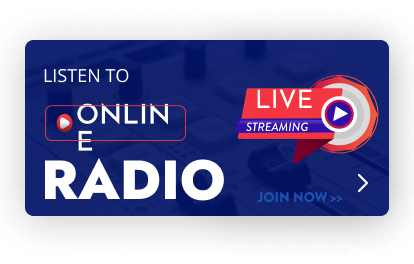 LISTEN TO
ONLIN
E
RADIO
LIVE
STREAMING
JOIN NOW >>